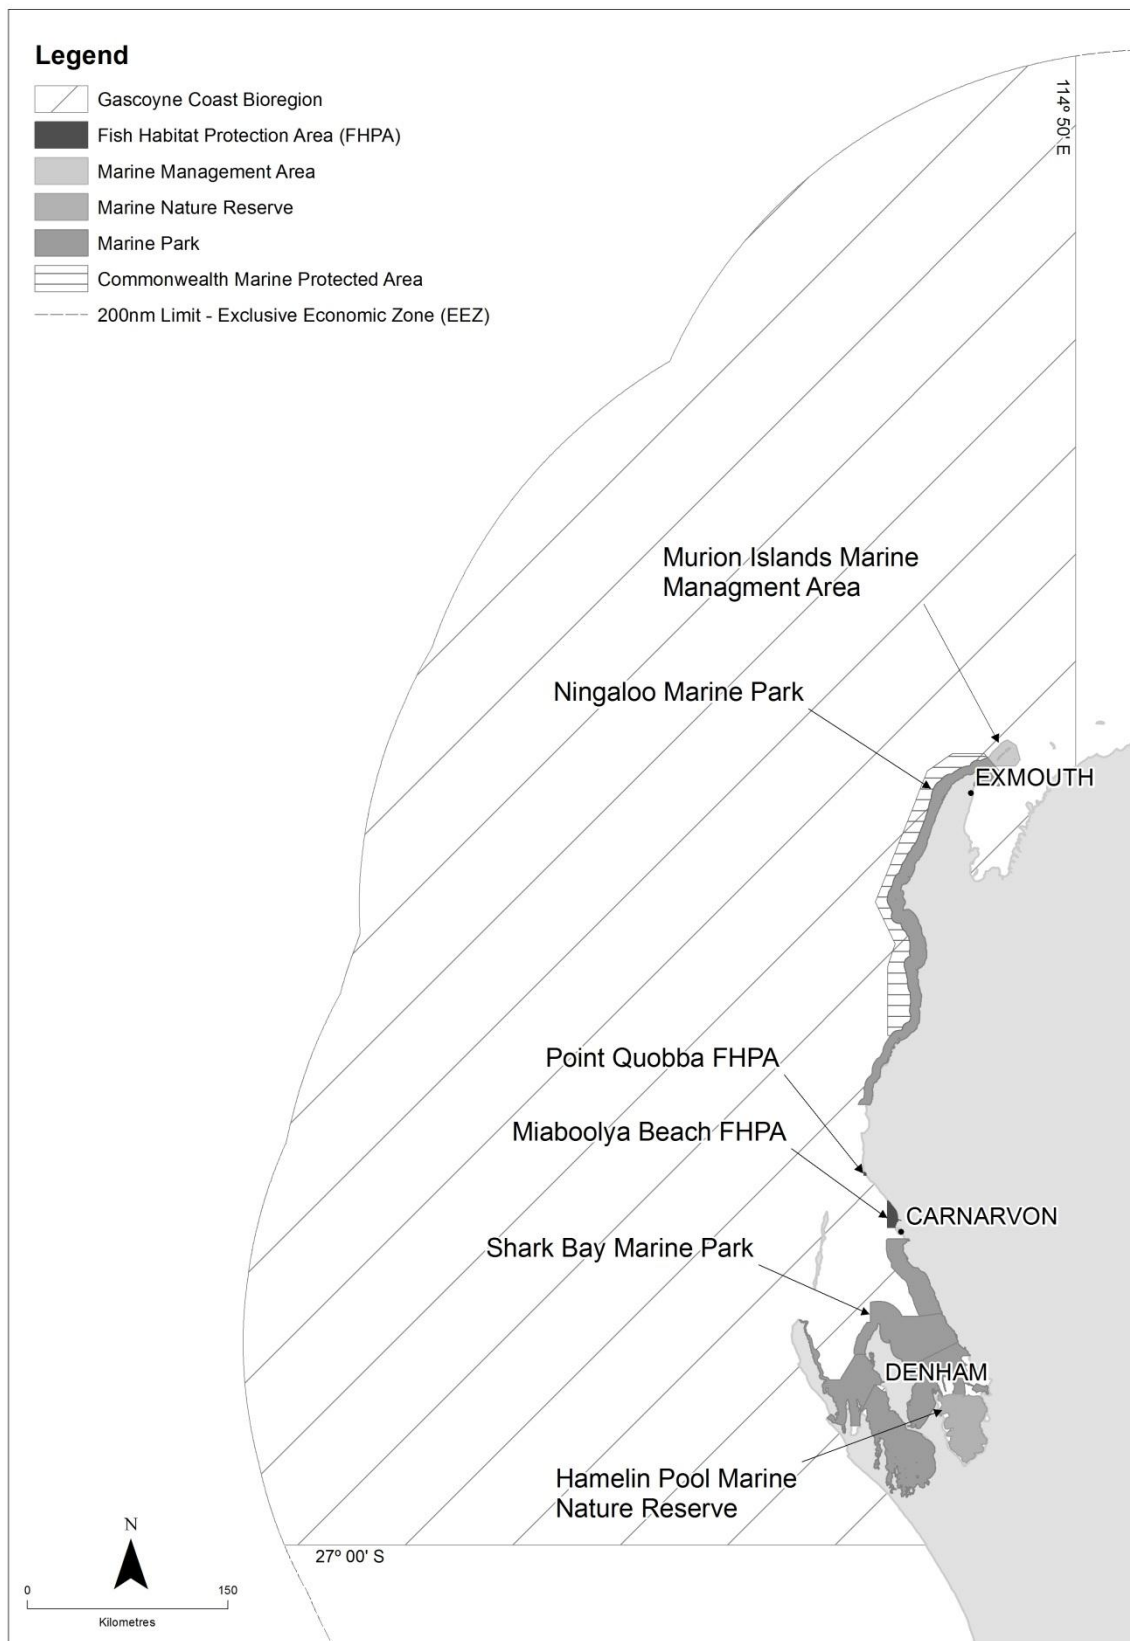 Legend
Gascoyne Coast Bioregion
Fish Habitat Protection Area (FHPA)
Marine Management Area
Marine Nature Reserve
Marine Park
Commonwealth Marine Protected Area
200nm Limit - Exclusive Economic Zone (EEZ)
114º 50' E
Murion Islands Marine
Managment Area
Ningaloo Marine Park
EXMOUTH
Point Quobba FHPA
Miaboolya Beach FHPA
CARNARVON
Shark Bay Marine Park
DENHAM
Hamelin Pool Marine
Nature Reserve
27º 00' S
N
0 150
Kilometres